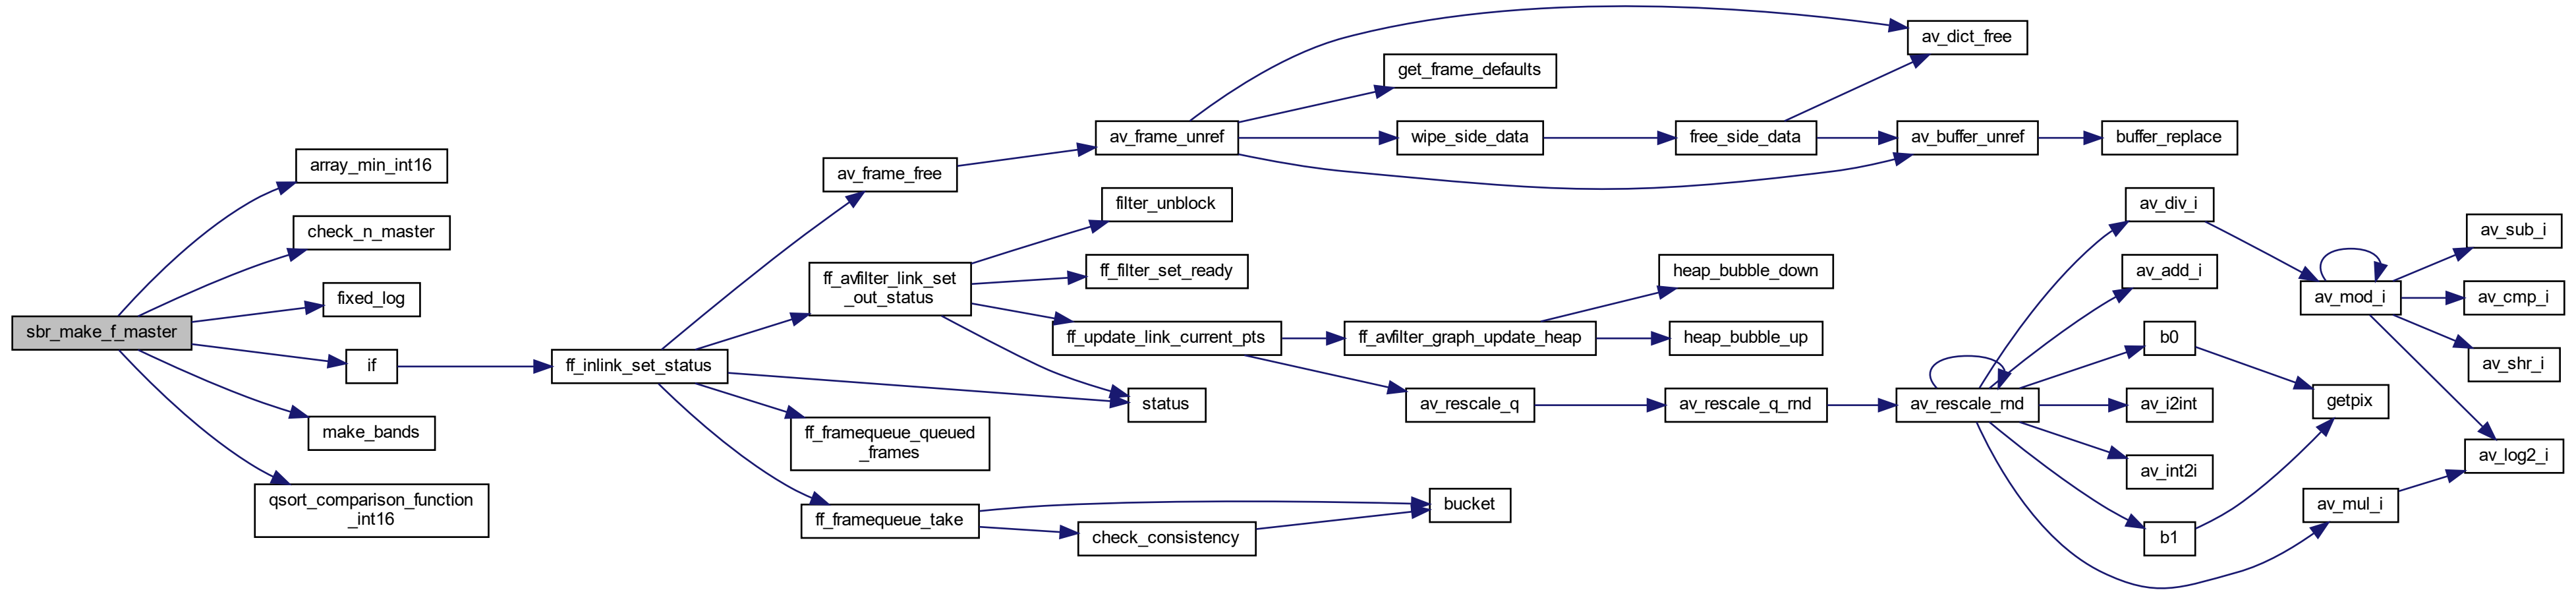 sbr_make_f_master
array_min_int16
check_n_master
fixed_log
if
make_bands
qsort_comparison_function
_int16
ff_inlink_set_status
av_frame_free
ff_avfilter_link_set
_out_status
ff_framequeue_queued
_frames
ff_framequeue_take
av_frame_unref
filter_unblock
ff_filter_set_ready
ff_update_link_current_pts
status
check_consistency
bucket
get_frame_defaults
wipe_side_data
free_side_data
av_dict_free
av_buffer_unref
buffer_replace
ff_avfilter_graph_update_heap
heap_bubble_down
heap_bubble_up
av_rescale_q
av_rescale_q_rnd
av_rescale_rnd
av_div_i
av_add_i
b0
av_i2int
av_int2i
b1
av_mul_i
getpix
av_mod_i
av_sub_i
av_cmp_i
av_shr_i
av_log2_i